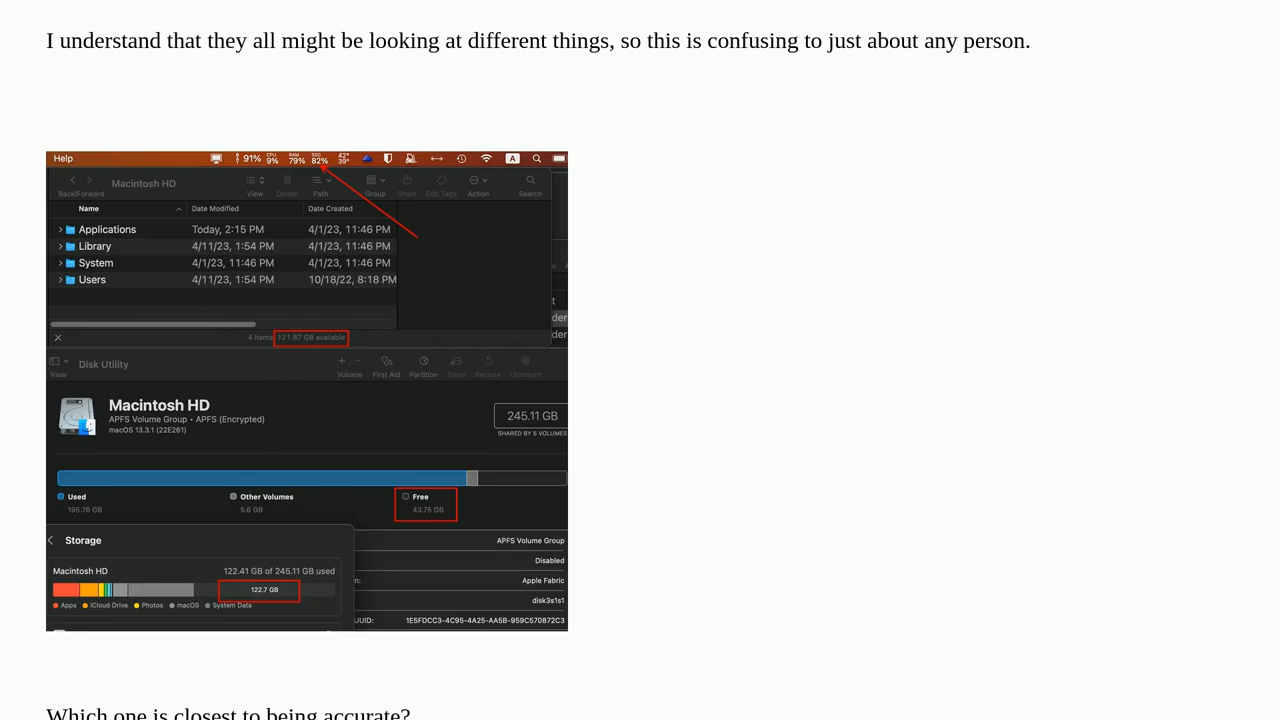 I understand that they all might be looking at different things, so this is confusing to just about any person.
Help 91% CPU 9% RAM 79% SSD 82% 42° 39° A
Back/Forward Macintosh HD View Delete Path Group Share Edit Tags Action Search
Name Date Modified Date Created
Applications Today, 2:15 PM 4/1/23, 11:46 PM
Library 4/11/23, 1:54 PM 4/1/23, 11:46 PM
System 4/1/23, 11:46 PM 4/1/23, 11:46 PM
Users 4/11/23, 1:54 PM 10/18/22, 8:18 PM
t
der
der
4 items 121.87 GB available
View Disk Utility Volume First Aid Partition Erase Restore Unmount
Macintosh HD
APFS Volume Group • APFS (Encrypted)
macOS 13.3.1 (22E261)
245.11 GB
SHARED BY 5 VOLUMES
Used Other Volumes Free
195.76 GB 5.6 GB 43.75 GB
Storage
Macintosh HD 122.41 GB of 245.11 GB used
122.7 GB
Apps iCloud Drive Photos macOS System Data
APFS Volume Group
Disabled
n: Apple Fabric
disk3s1s1
UUID: 1E5FDCC3-4C95-4A25-AA5B-959C570872C3
Which one is closest to being accurate?